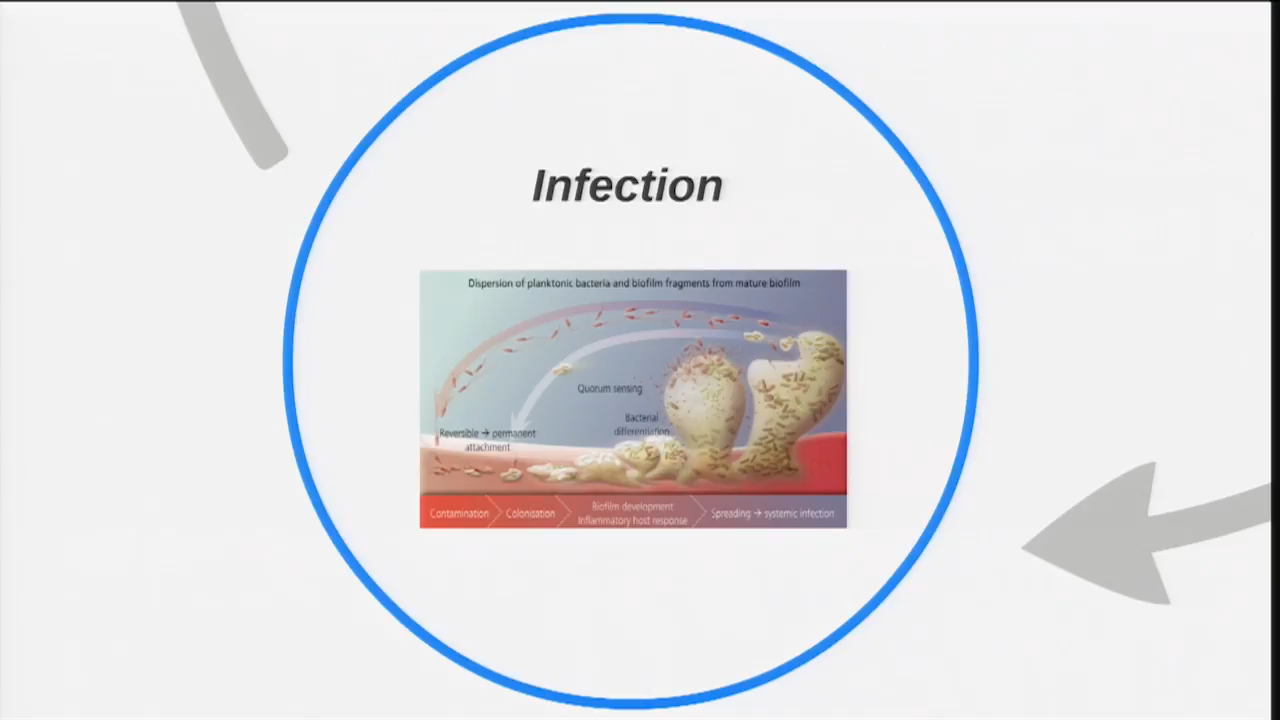 Infection
Dispersion of planktonic bacteria and biofilm fragments from mature biofilm
Quorum sensing
Bacterial
differentiation
Reversible → permanent
attachment
Contamination
Colonisation
Biofilm development
Inflammatory host response
Spreading → systemic infection